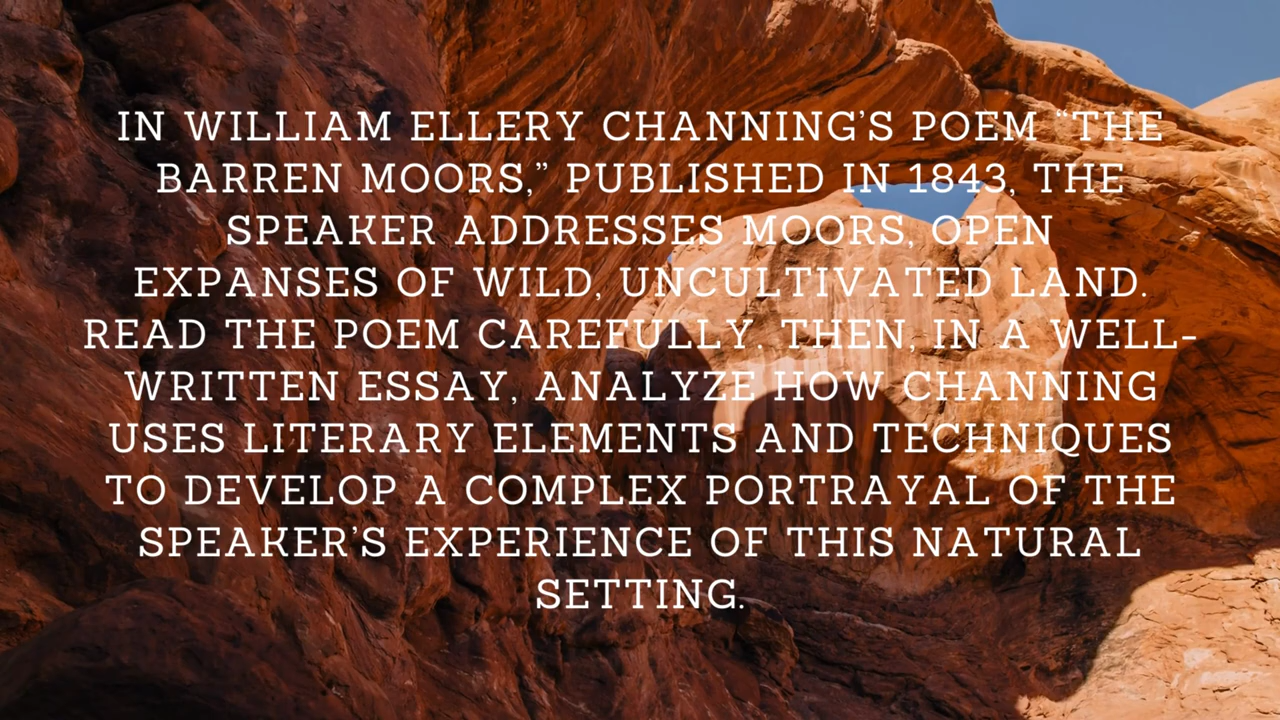 IN WILLIAM ELLERY CHANNING’S POEM “THE
BARREN MOORS,” PUBLISHED IN 1843, THE
SPEAKER ADDRESSES MOORS, OPEN
EXPANSES OF WILD, UNCULTIVATED LAND.
READ THE POEM CAREFULLY. THEN, IN A WELL-
WRITTEN ESSAY, ANALYZE HOW CHANNING
USES LITERARY ELEMENTS AND TECHNIQUES
TO DEVELOP A COMPLEX PORTRAYAL OF THE
SPEAKER’S EXPERIENCE OF THIS NATURAL
SETTING.